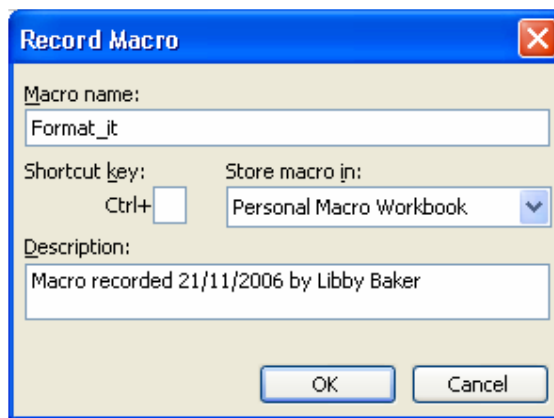 Record Macro
Macro name:
Format_it
Shortcut key: Store macro in:
Ctrl+ Personal Macro Workbook
Description:
Macro recorded 21/11/2006 by Libby Baker
OK Cancel